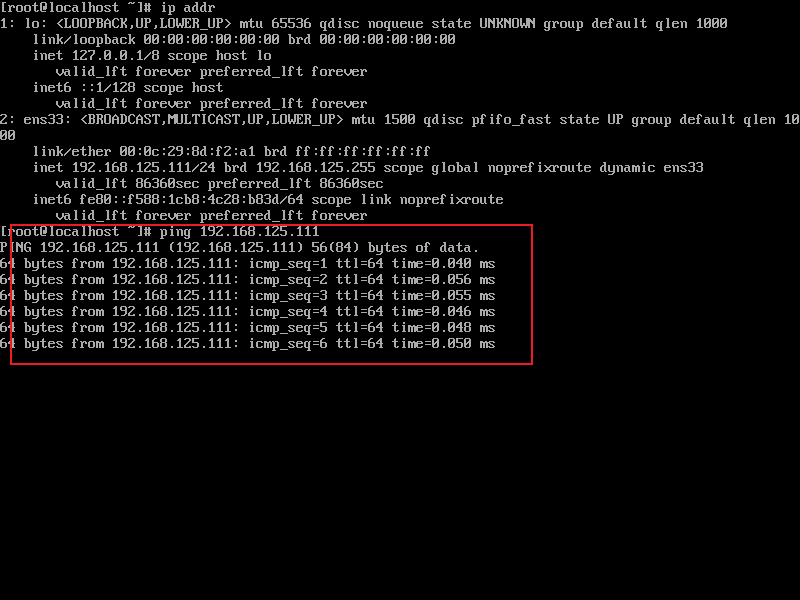 [root@localhost ~]# ip addr
1: lo: <LOOPBACK,UP,LOWER_UP> mtu 65536 qdisc noqueue state UNKNOWN group default qlen 1000
link/loopback 00:00:00:00:00:00 brd 00:00:00:00:00:00
inet 127.0.0.1/8 scope host lo
valid_lft forever preferred_lft forever
inet6 ::1/128 scope host
valid_lft forever preferred_lft forever
2: ens33: <BROADCAST,MULTICAST,UP,LOWER_UP> mtu 1500 qdisc pfifo_fast state UP group default qlen 10
00
link/ether 00:0c:29:8d:f2:a1 brd ff:ff:ff:ff:ff:ff
inet 192.168.125.111/24 brd 192.168.125.255 scope global noprefixroute dynamic ens33
valid_lft 86360sec preferred_lft 86360sec
inet6 fe80::f588:1cb8:4c28:b83d/64 scope link noprefixroute
valid_lft forever preferred_lft forever
[root@localhost ~]# ping 192.168.125.111
PING 192.168.125.111 (192.168.125.111) 56(84) bytes of data.
64 bytes from 192.168.125.111: icmp_seq=1 ttl=64 time=0.040 ms
64 bytes from 192.168.125.111: icmp_seq=2 ttl=64 time=0.056 ms
64 bytes from 192.168.125.111: icmp_seq=3 ttl=64 time=0.055 ms
64 bytes from 192.168.125.111: icmp_seq=4 ttl=64 time=0.046 ms
64 bytes from 192.168.125.111: icmp_seq=5 ttl=64 time=0.048 ms
64 bytes from 192.168.125.111: icmp_seq=6 ttl=64 time=0.050 ms